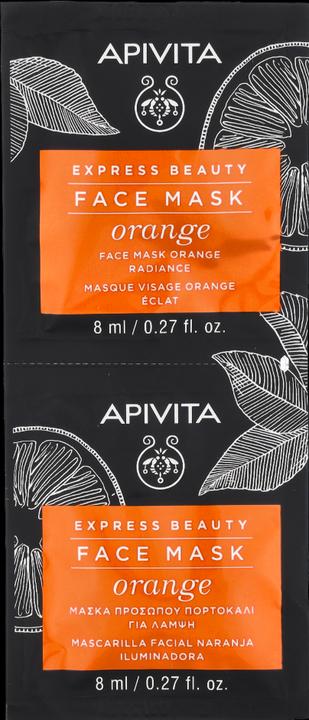 APIVITA
EXPRESS BEAUTY
FACE MASK
orange
FACE MASK ORANGE
RADIANCE
MASQUE VISAGE ORANGE
ÉCLAT
8 ml / 0.27 fl. oz.
APIVITA
EXPRESS BEAUTY
FACE MASK
orange
ΜΑΣΚΑ ΠΡΟΣΩΠΟΥ ΠΟΡΤΟΚΑΛΙ
ΓΙΑ ΛΑΜΨΗ
MASCARILLA FACIAL NARANJA
ILUMINADORA
8 ml / 0.27 fl. oz.